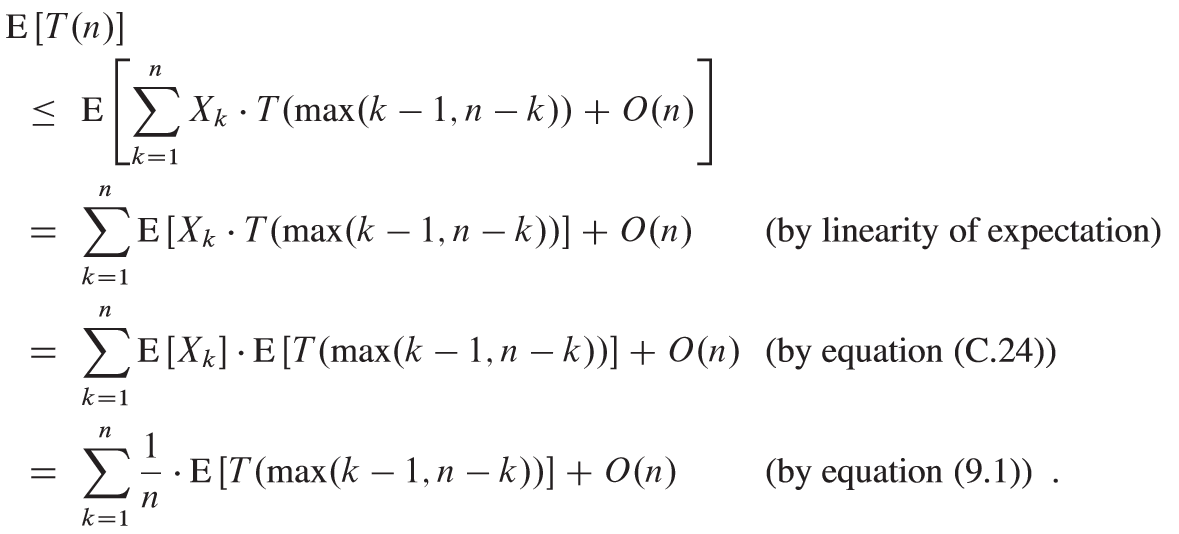 E[T(n)]
≤ E[∑_{k=1}^{n} X_k · T(max(k − 1, n − k)) + O(n)]
= ∑_{k=1}^{n} E[X_k · T(max(k − 1, n − k))] + O(n) (by linearity of expectation)
= ∑_{k=1}^{n} E[X_k] · E[T(max(k − 1, n − k))] + O(n) (by equation (C.24))
= ∑_{k=1}^{n} 1/n · E[T(max(k − 1, n − k))] + O(n) (by equation (9.1)) .